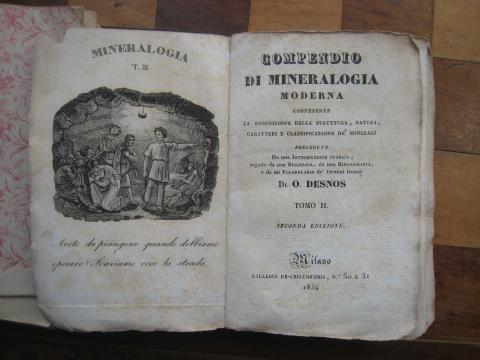 MINERALOGIA
T. II
Avete da piangere quando dobbiamo
operare? Scaviamo ecco la strada.
COMPENDIO
DI MINERALOGIA
MODERNA
CONTENENTE
LA DESCRIZIONE DELLA STRUTTURA, NATURA,
CARATTERI E CLASSIFICAZIONE DE' MINERALI
PRECEDUTO
Da una INTRODUZIONE STORICA,
seguito da una BIOGRAFIA, da una BIBLIOGRAFIA,
e da un VOCABOLARIO de' termini tecnici
DI O. DESNOS
TOMO II.
SECONDA EDIZIONE.
Milano
GALLERIA DE-CRISTOFORIS, N.° 50 E 51
1834